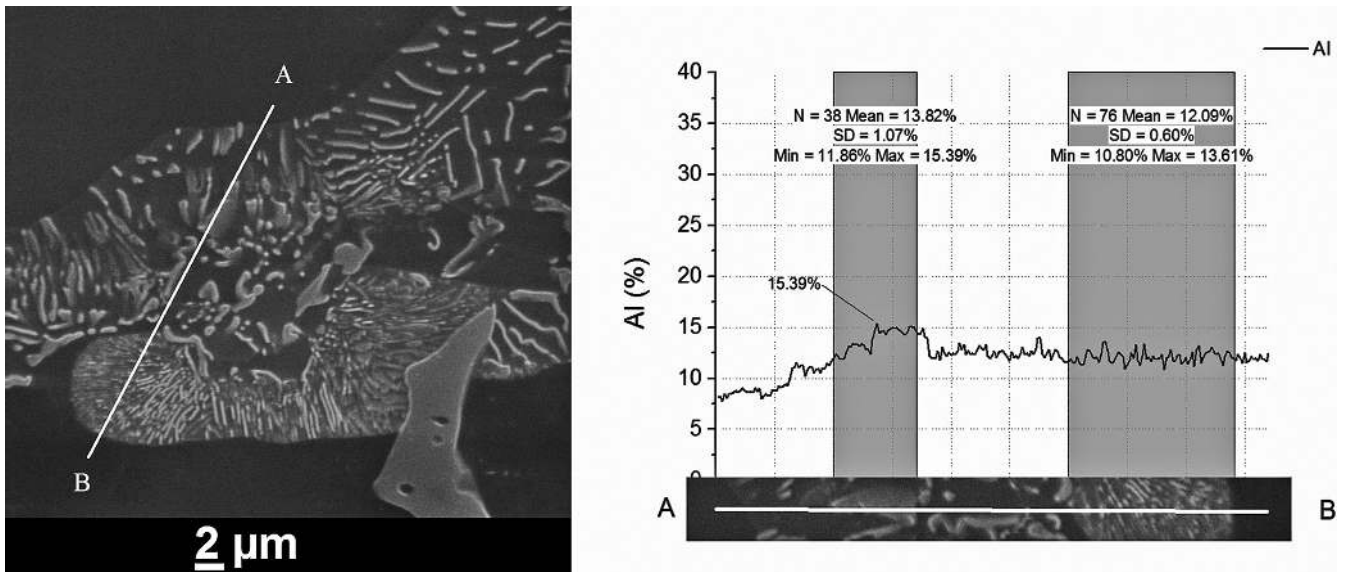 A
B
2 µm
Al
40
35
30
25
20
15
10
5
0
Al (%)
N = 38 Mean = 13.82%
SD = 1.07%
Min = 11.86% Max = 15.39%
N = 76 Mean = 12.09%
SD = 0.60%
Min = 10.80% Max = 13.61%
15.39%
A
B